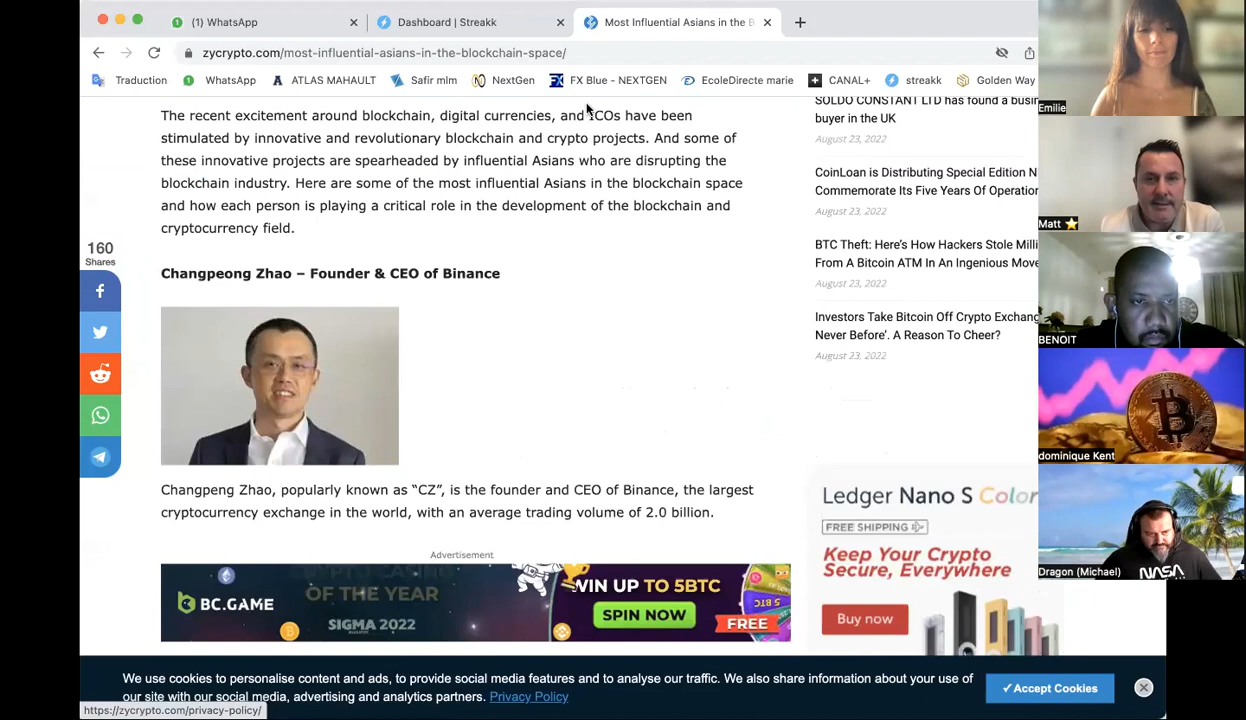 (1) WhatsApp
Dashboard | Streakk
Most Influential Asians in the B
zycrypto.com/most-influential-asians-in-the-blockchain-space/
Traduction
WhatsApp
ATLAS MAHAULT
Safir mlm
NextGen
FX Blue - NEXTGEN
EcoleDirecte marie
CANAL+
streakk
Golden Way
The recent excitement around blockchain, digital currencies, and ICOs have been
stimulated by innovative and revolutionary blockchain and crypto projects. And some of
these innovative projects are spearheaded by influential Asians who are disrupting the
blockchain industry. Here are some of the most influential Asians in the blockchain space
and how each person is playing a critical role in the development of the blockchain and
cryptocurrency field.
160
Shares
Changpeong Zhao – Founder & CEO of Binance
Changpeng Zhao, popularly known as “CZ”, is the founder and CEO of Binance, the largest
cryptocurrency exchange in the world, with an average trading volume of 2.0 billion.
Advertisement
BC.GAME
OF THE YEAR
SIGMA 2022
WIN UP TO 5BTC
SPIN NOW
FREE
5BTC
SOLDO CONSTANT LTD has found a busin
buyer in the UK
August 23, 2022
CoinLoan is Distributing Special Edition N
Commemorate Its Five Years Of Operation
August 23, 2022
BTC Theft: Here’s How Hackers Stole Milli
From A Bitcoin ATM In An Ingenious Move
August 23, 2022
Investors Take Bitcoin Off Crypto Exchang
Never Before’. A Reason To Cheer?
August 23, 2022
Ledger Nano S Color
FREE SHIPPING
Keep Your Crypto
Secure, Everywhere
Buy now
We use cookies to personalise content and ads, to provide social media features and to analyse our traffic. We also share information about your use of
our site with our social media, advertising and analytics partners. Privacy Policy
✓Accept Cookies
https://zycrypto.com/privacy-policy/
Emilie
Matt ⭐
BENOIT
dominique Kent
Dragon (Michael)
NASA